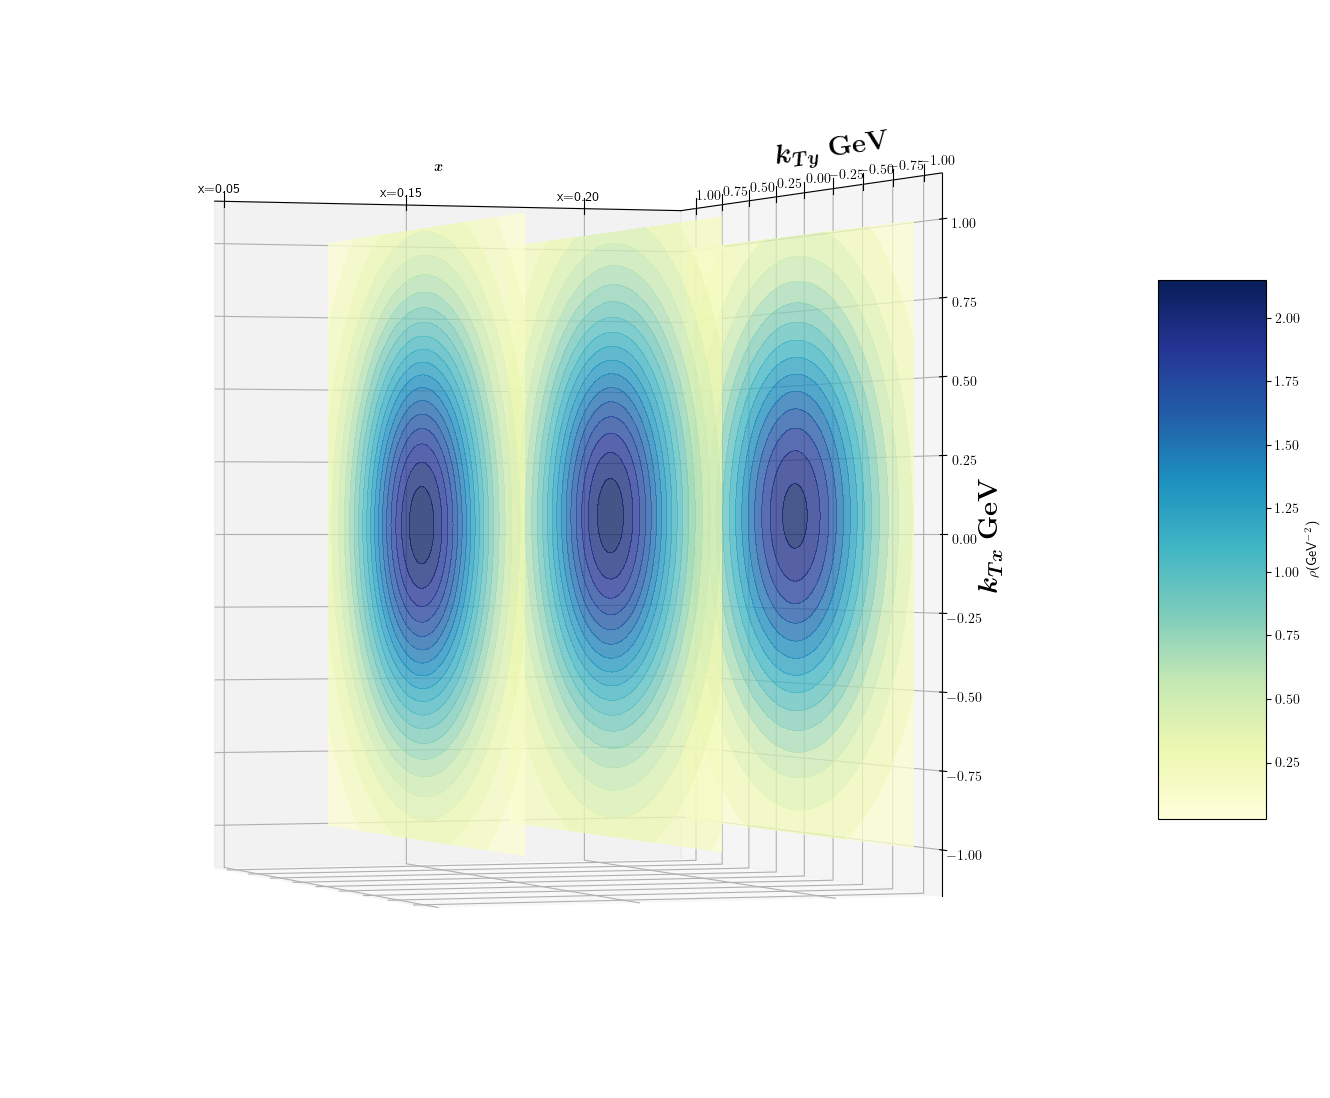 k_{Ty} GeV
x
x=0.05
x=0.15
x=0.20
1.00 0.75 0.50 0.25 0.00 −0.25 −0.50 −0.75 −1.00
1.00
0.75
0.50
0.25
0.00
−0.25
−0.50
−0.75
−1.00
k_{Tx} GeV
2.00
1.75
1.50
1.25
1.00
0.75
0.50
0.25
ρ(GeV⁻²)